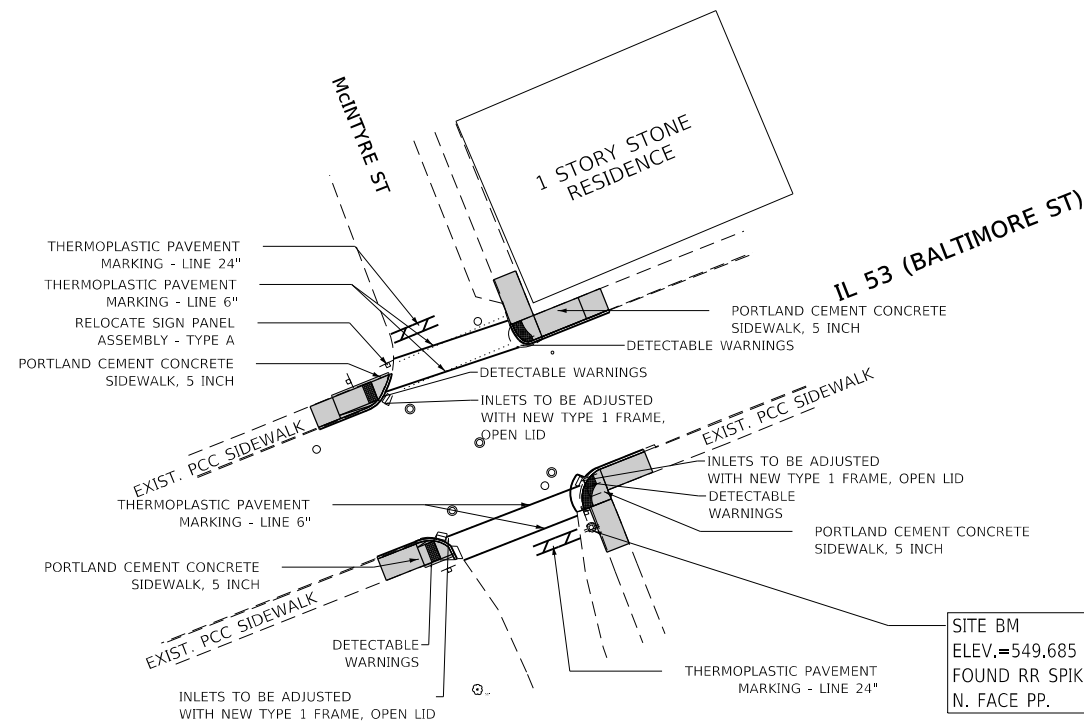 McINTYRE ST
1 STORY STONE
RESIDENCE
IL 53 (BALTIMORE ST)
THERMOPLASTIC PAVEMENT
MARKING - LINE 24"
THERMOPLASTIC PAVEMENT
MARKING - LINE 6"
RELOCATE SIGN PANEL
ASSEMBLY - TYPE A
PORTLAND CEMENT CONCRETE
SIDEWALK, 5 INCH
PORTLAND CEMENT CONCRETE
SIDEWALK, 5 INCH
DETECTABLE WARNINGS
DETECTABLE WARNINGS
INLETS TO BE ADJUSTED
WITH NEW TYPE 1 FRAME,
OPEN LID
EXIST. PCC SIDEWALK
EXIST. PCC SIDEWALK
INLETS TO BE ADJUSTED
WITH NEW TYPE 1 FRAME, OPEN LID
DETECTABLE
WARNINGS
PORTLAND CEMENT CONCRETE
SIDEWALK, 5 INCH
THERMOPLASTIC PAVEMENT
MARKING - LINE 6"
PORTLAND CEMENT CONCRETE
SIDEWALK, 5 INCH
EXIST. PCC SIDEWALK
DETECTABLE
WARNINGS
INLETS TO BE ADJUSTED
WITH NEW TYPE 1 FRAME, OPEN LID
THERMOPLASTIC PAVEMENT
MARKING - LINE 24"
SITE BM
ELEV.=549.685
FOUND RR SPIK
N. FACE PP.